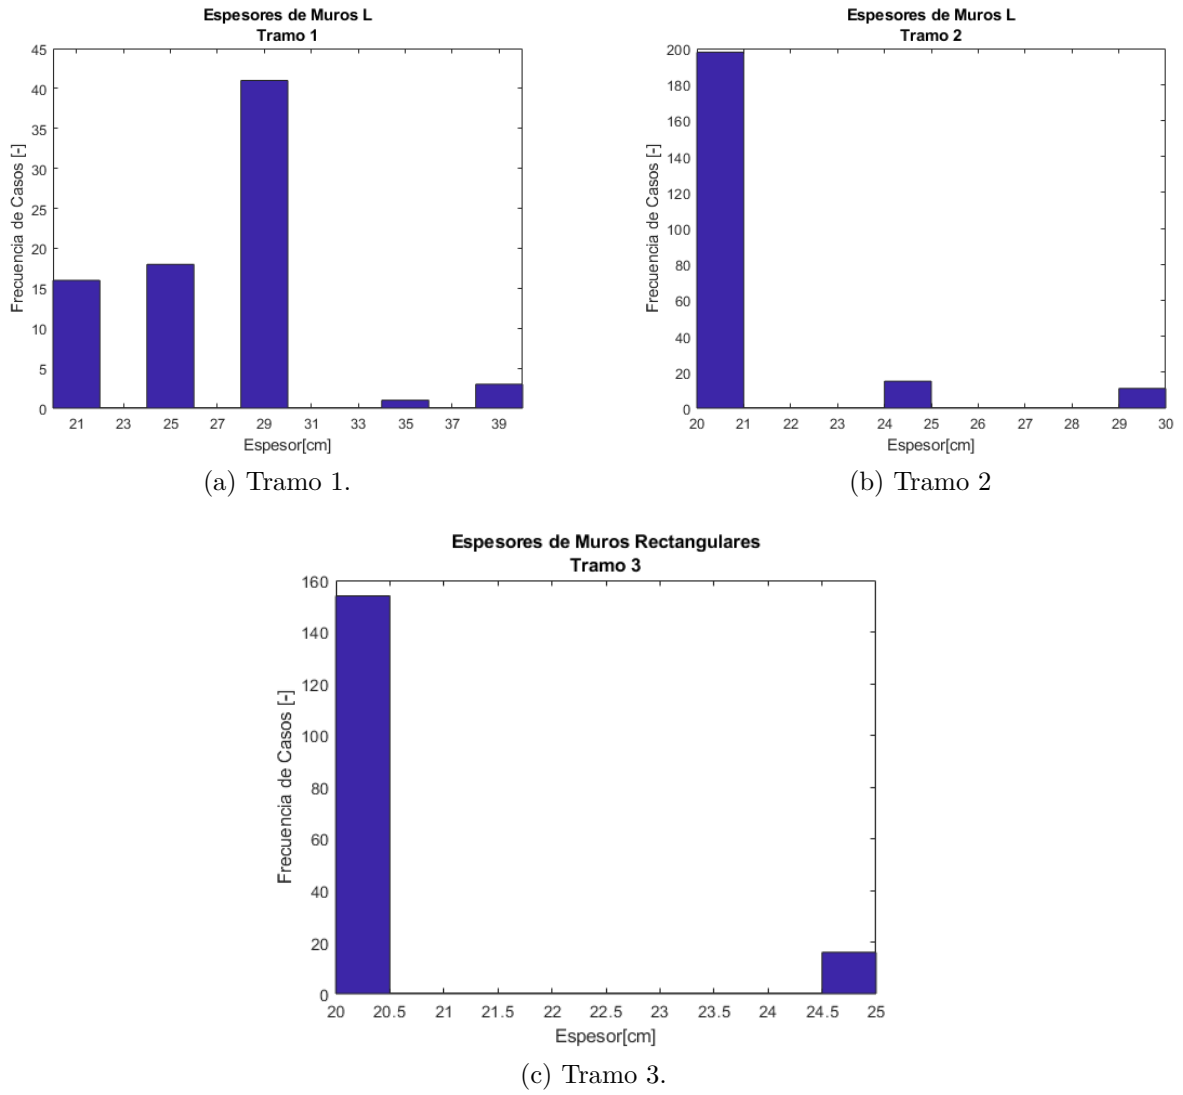 Espesores de Muros L
Tramo 1
45
40
35
30
25
20
15
10
5
0
Frecuencia de Casos [-]
21 23 25 27 29 31 33 35 37 39
Espesor[cm]
(a) Tramo 1.
Espesores de Muros L
Tramo 2
200
180
160
140
120
100
80
60
40
20
0
Frecuencia de Casos [-]
20 21 22 23 24 25 26 27 28 29 30
Espesor[cm]
(b) Tramo 2
Espesores de Muros Rectangulares
Tramo 3
160
140
120
100
80
60
40
20
0
Frecuencia de Casos [-]
20 20.5 21 21.5 22 22.5 23 23.5 24 24.5 25
Espesor[cm]
(c) Tramo 3.